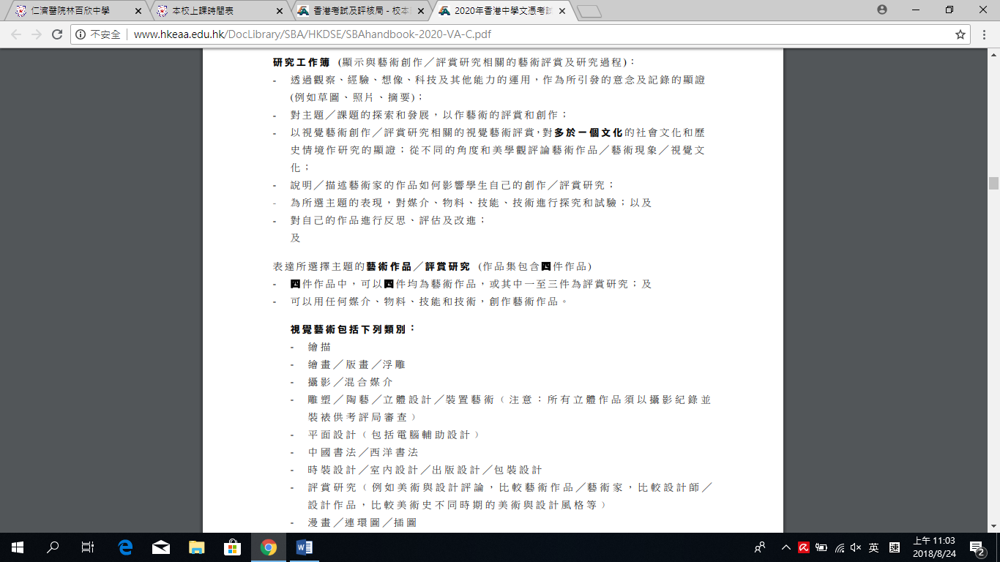 仁濟醫院林百欣中學
本校上課時間表
香港考試及評核局 - 校本
2020年香港中學文憑考試
不安全 | www.hkeaa.edu.hk/DocLibrary/SBA/HKDSE/SBAhandbook-2020-VA-C.pdf
研究工作簿 (顯示與藝術創作／評賞研究相關的藝術評賞及研究過程)：
- 透過觀察、經驗、想像、科技及其他能力的運用，作為所引發的意念及記錄的顯證
(例如草圖、照片、摘要)；
- 對主題／課題的探索和發展，以作藝術的評賞和創作；
- 以視覺藝術創作／評賞研究相關的視覺藝術評賞，對多於一個文化的社會文化和歷
史情境作研究的顯證；從不同的角度和美學觀評論藝術作品／藝術現象／視覺文
化；
- 說明／描述藝術家的作品如何影響學生自己的創作／評賞研究；
- 為所選主題的表現，對媒介、物料、技能、技術進行探究和試驗；以及
- 對自己的作品進行反思、評估及改進；
及
表達所選擇主題的藝術作品／評賞研究 (作品集包含四件作品)
- 四件作品中，可以四件均為藝術作品，或其中一至三件為評賞研究；及
- 可以用任何媒介、物料、技能和技術，創作藝術作品。
視覺藝術包括下列類別：
- 繪描
- 繪畫／版畫／浮雕
- 攝影／混合媒介
- 雕塑／陶藝／立體設計／裝置藝術﹙注意：所有立體作品須以攝影紀錄並
裝裱供考評局審查﹚
- 平面設計﹙包括電腦輔助設計﹚
- 中國書法／西洋書法
- 時裝設計／室內設計／出版設計／包裝設計
- 評賞研究﹙例如美術與設計評論，比較藝術作品／藝術家，比較設計師／
設計作品，比較美術史不同時期的美術與設計風格等﹚
- 漫畫／連環圖／插圖
英
速
上午 11:03
2018/8/24
2